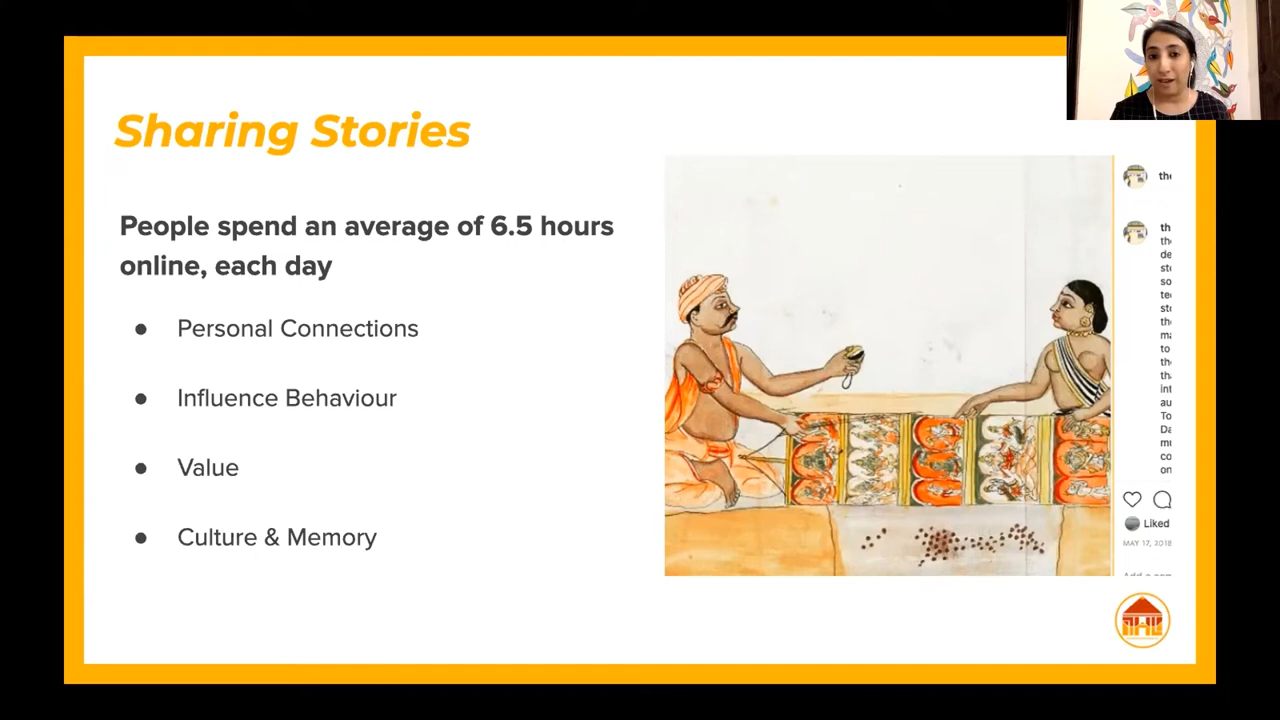 Sharing Stories
People spend an average of 6.5 hours
online, each day
● Personal Connections
● Influence Behaviour
● Value
● Culture & Memory
Liked
MAY 17, 2018